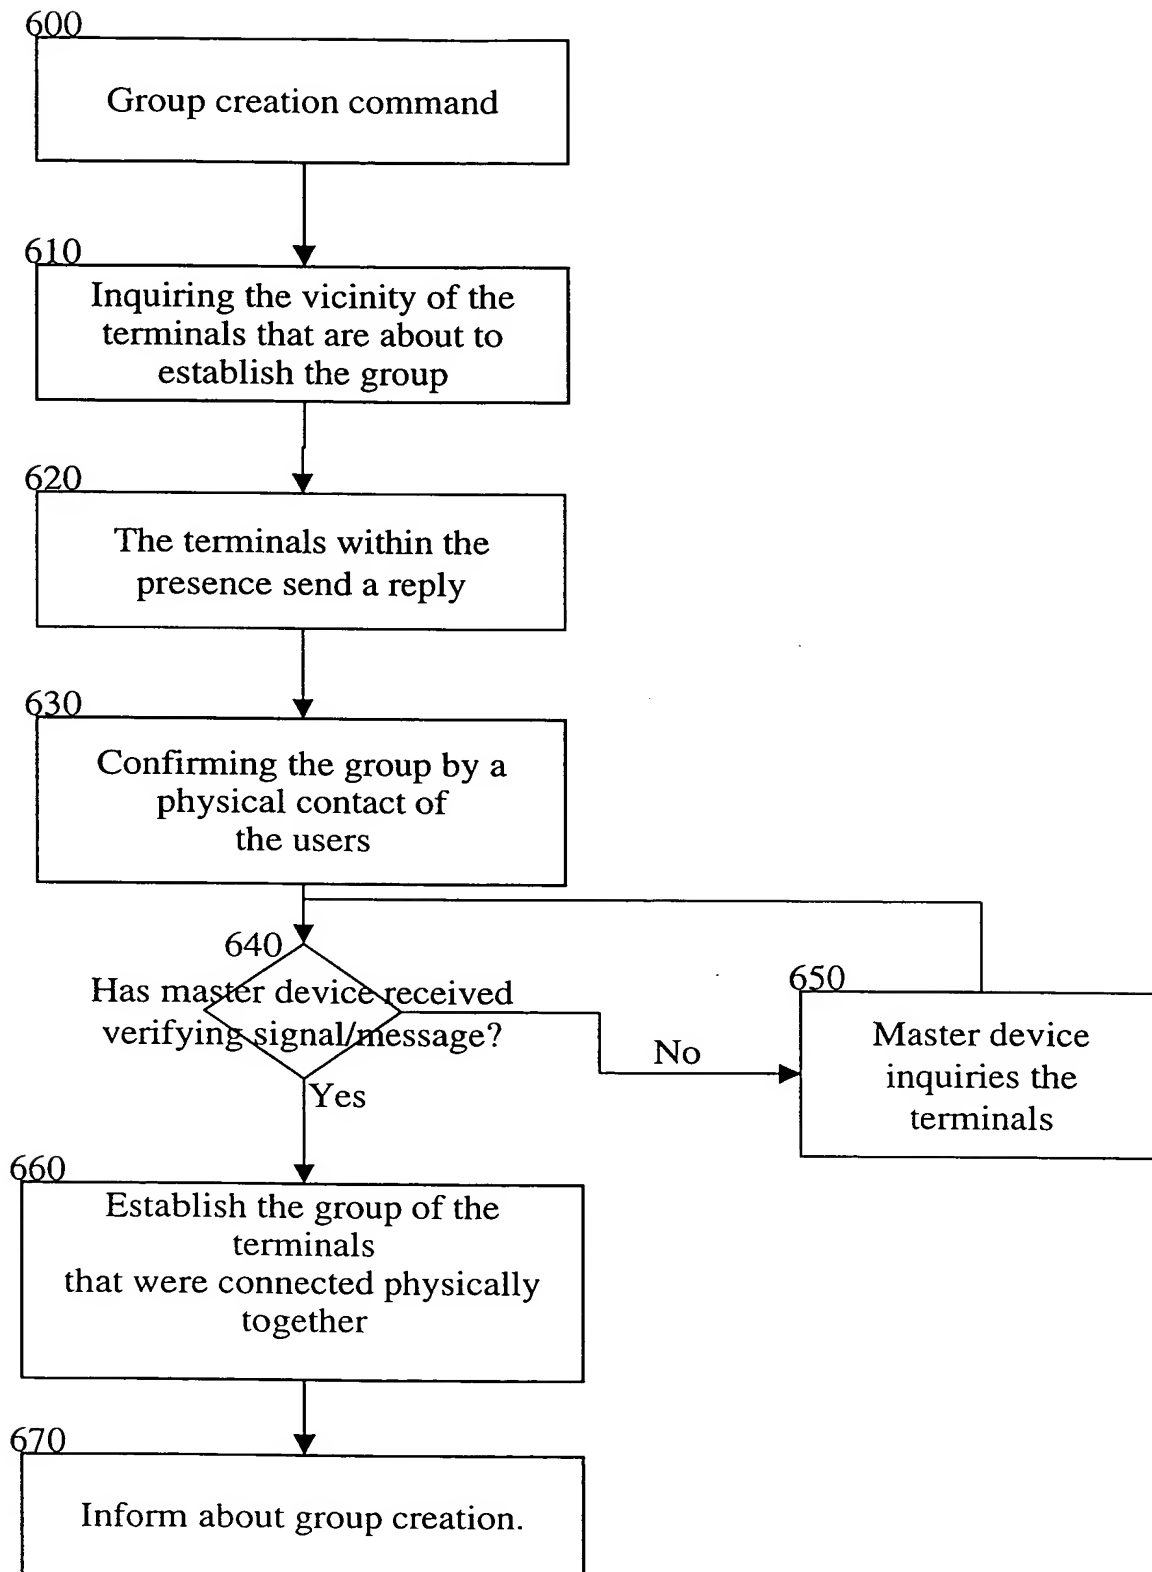 600
Group creation command
610
Inquiring the vicinity of the
terminals that are about to
establish the group
620
The terminals within the
presence send a reply
630
Confirming the group by a
physical contact of
the users
640
Has master device received
verifying signal/message?
No
Yes
650
Master device
inquiries the
terminals
660
Establish the group of the
terminals
that were connected physically
together
670
Inform about group creation.